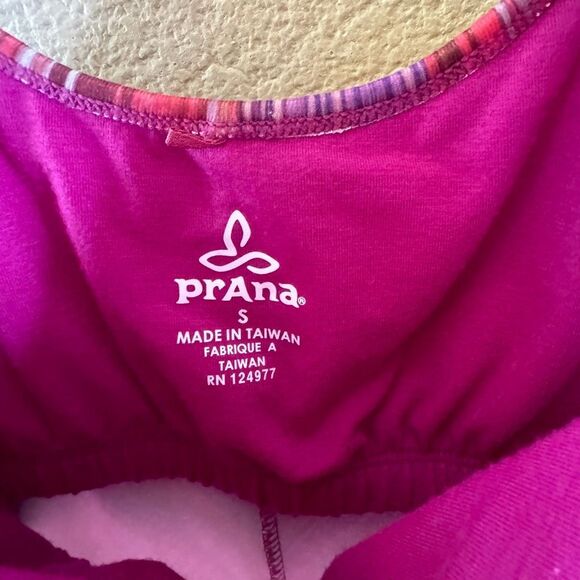 prAna®
S
MADE IN TAIWAN
FABRIQUE A
TAIWAN
RN 124977